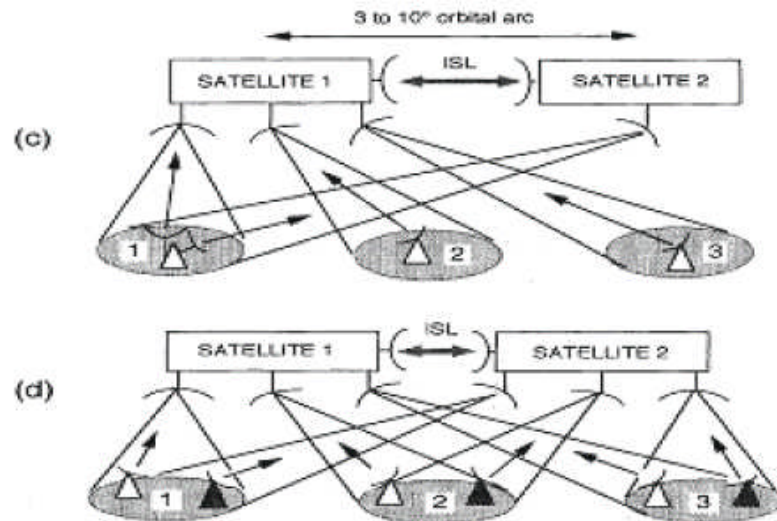 3 to 10° orbital arc
SATELLITE 1
ISL
SATELLITE 2
(c)
1
2
3
ISL
SATELLITE 1
SATELLITE 2
(d)
1
2
3